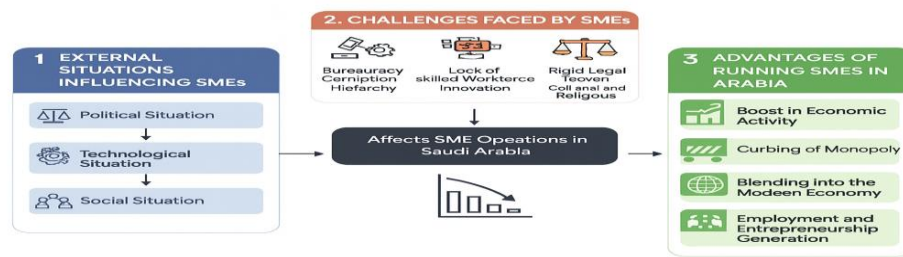 1 EXTERNAL
SITUATIONS
INFLUENCING SMEs
Political Situation
Technological
Situation
Social Situation
2. CHALLENGES FACED BY SMEs
Bureauracy
Carniption
Hiefarchy
Lock of
skilled Workterce
Innovation
Rigid Legal
Teoven
Coll anal and
Religous
Affects SME Opeations in
Saudi Arabla
3 ADVANTAGES OF
RUNNING SMES IN
ARABIA
Boost in Economic
Activity
Curbing of Monopoly
Blending into the
Modeen Economy
Employment and
Entrepreneurship
Generation